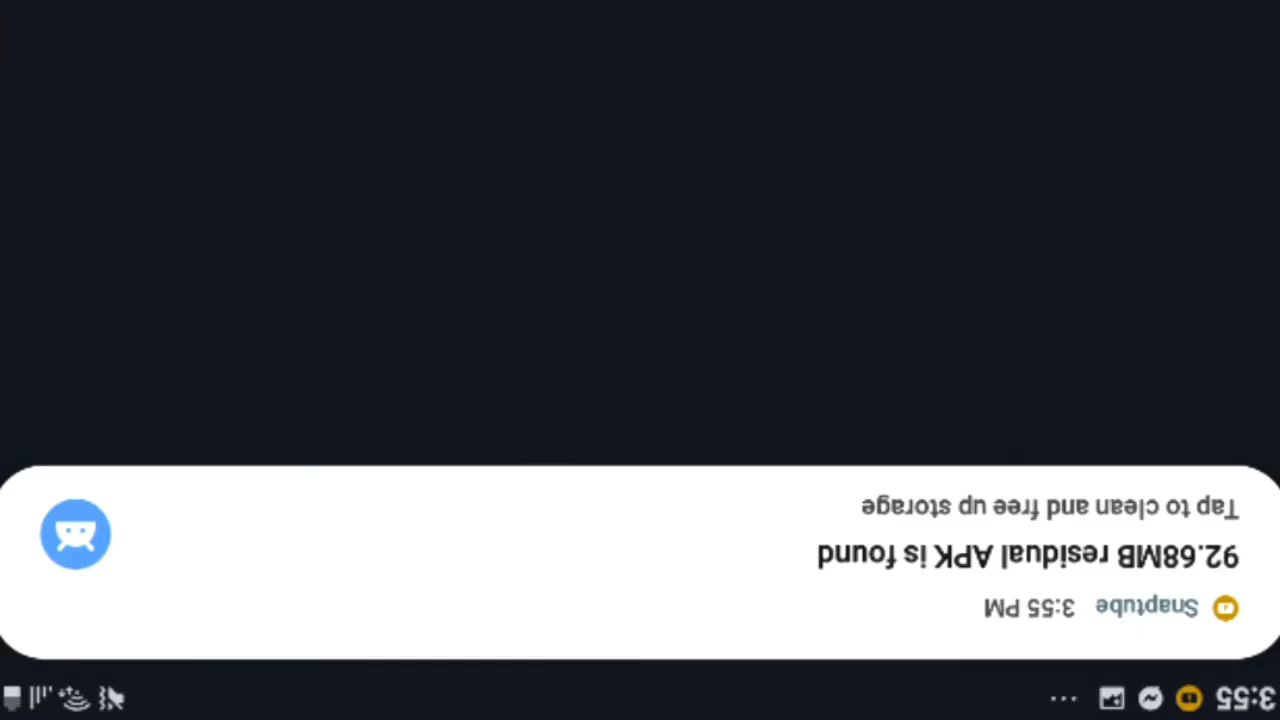 3:55
Snaptube 3:55 PM
92.68MB residual APK is found
Tap to clean and free up storage